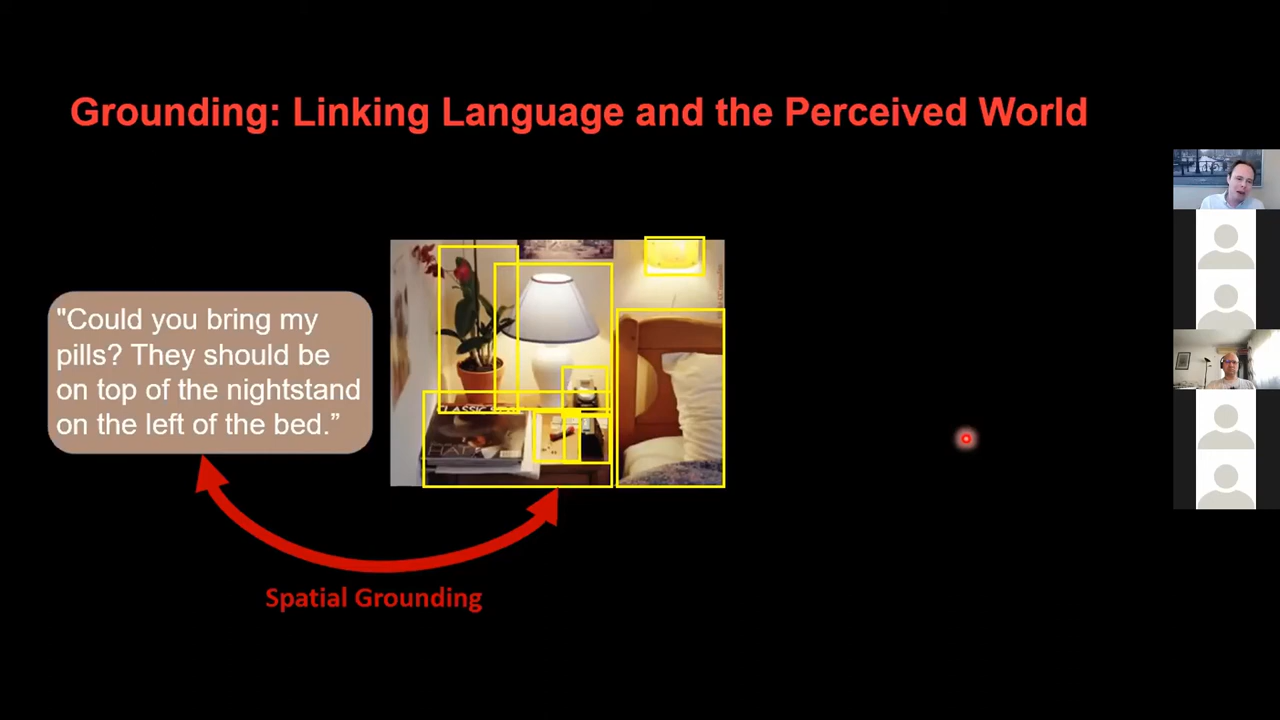 Grounding: Linking Language and the Perceived World
"Could you bring my
pills? They should be
on top of the nightstand
on the left of the bed.”
Spatial Grounding